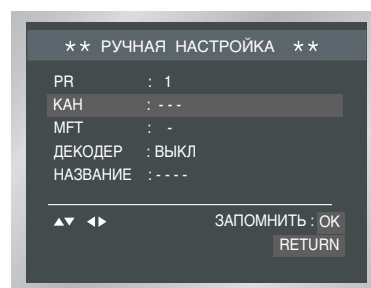 ** РУЧНАЯ НАСТРОЙКА **
PR : 1
КАН : - - -
MFT : -
ДЕКОДЕР : ВЫКЛ
НАЗВАНИЕ : - - - -
▲▼ ◀▶ ЗАПОМНИТЬ : OK
RETURN